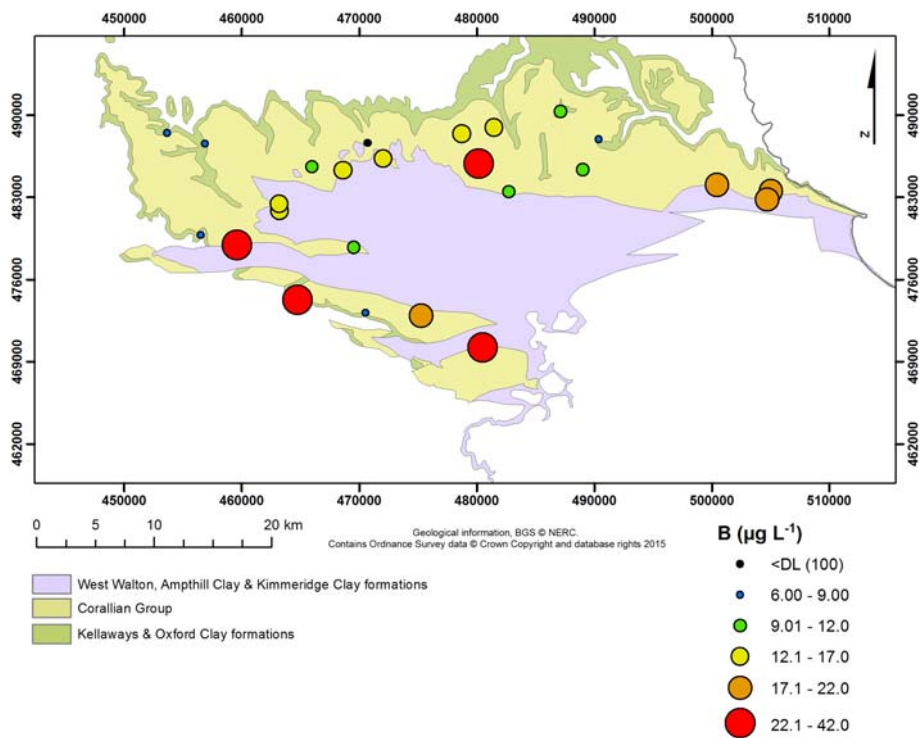 450000 460000 470000 480000 490000 500000 510000
490000 490000
483000 483000
476000 476000
469000 469000
462000 462000
z
450000 460000 470000 480000 490000 500000 510000
0 5 10 20 km
Geological information, BGS © NERC.
Contains Ordnance Survey data © Crown Copyright and database rights 2015
West Walton, Ampthill Clay & Kimmeridge Clay formations
Corallian Group
Kellaways & Oxford Clay formations
B (µg L⁻¹)
<DL (100)
6.00 - 9.00
9.01 - 12.0
12.1 - 17.0
17.1 - 22.0
22.1 - 42.0